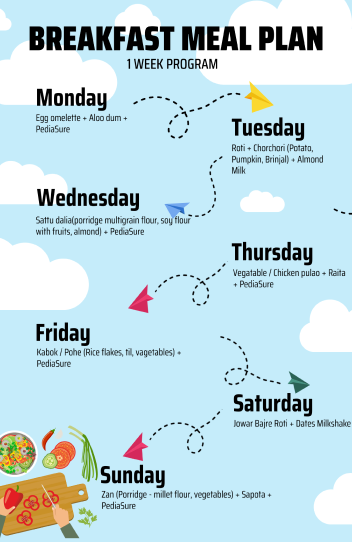 BREAKFAST MEAL PLAN
1 WEEK PROGRAM
Monday
Egg omelette + Aloo dum +
PediaSure
Tuesday
Roti + Chorchori (Potato,
Pumpkin, Brinjal) + Almond
Milk
Wednesday
Sattu dalia(porridge multigrain flour, soy flour
with fruits, almond) + PediaSure
Thursday
Vegatable / Chicken pulao + Raita
+ PediaSure
Friday
Kabok / Pohe (Rice flakes, til, vagetables) +
PediaSure
Saturday
Jowar Bajre Roti + Dates Milkshake
Sunday
Zan (Porridge - millet flour, vegetables) + Sapota +
PediaSure